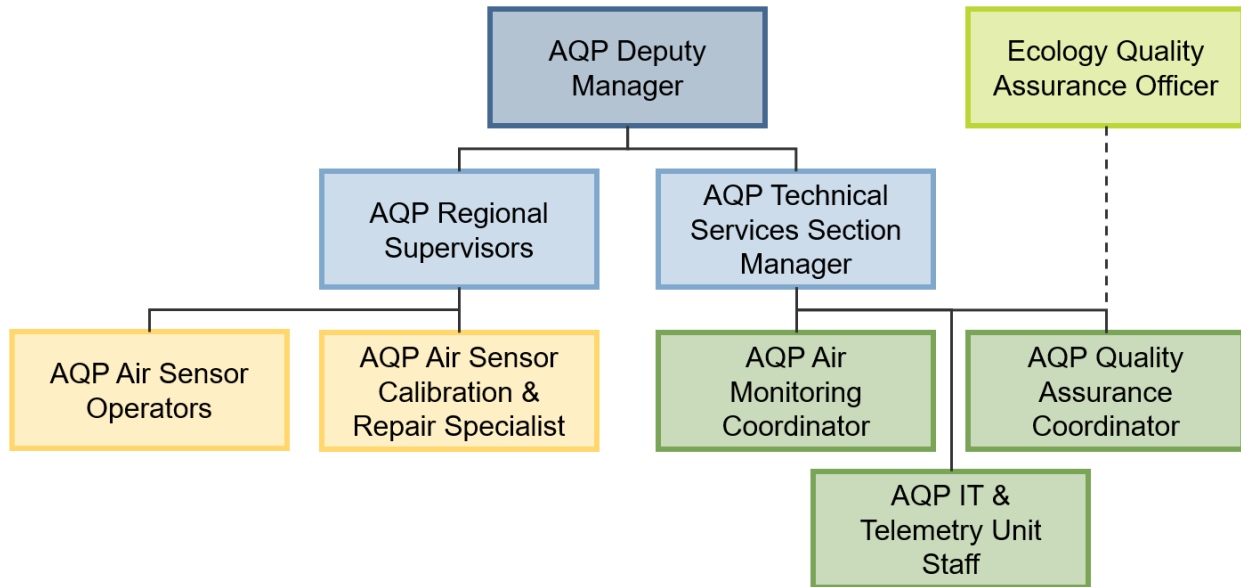 AQP Deputy
Manager
Ecology Quality
Assurance Officer
AQP Regional
Supervisors
AQP Technical
Services Section
Manager
AQP Air Sensor
Operators
AQP Air Sensor
Calibration &
Repair Specialist
AQP Air
Monitoring
Coordinator
AQP Quality
Assurance
Coordinator
AQP IT &
Telemetry Unit
Staff